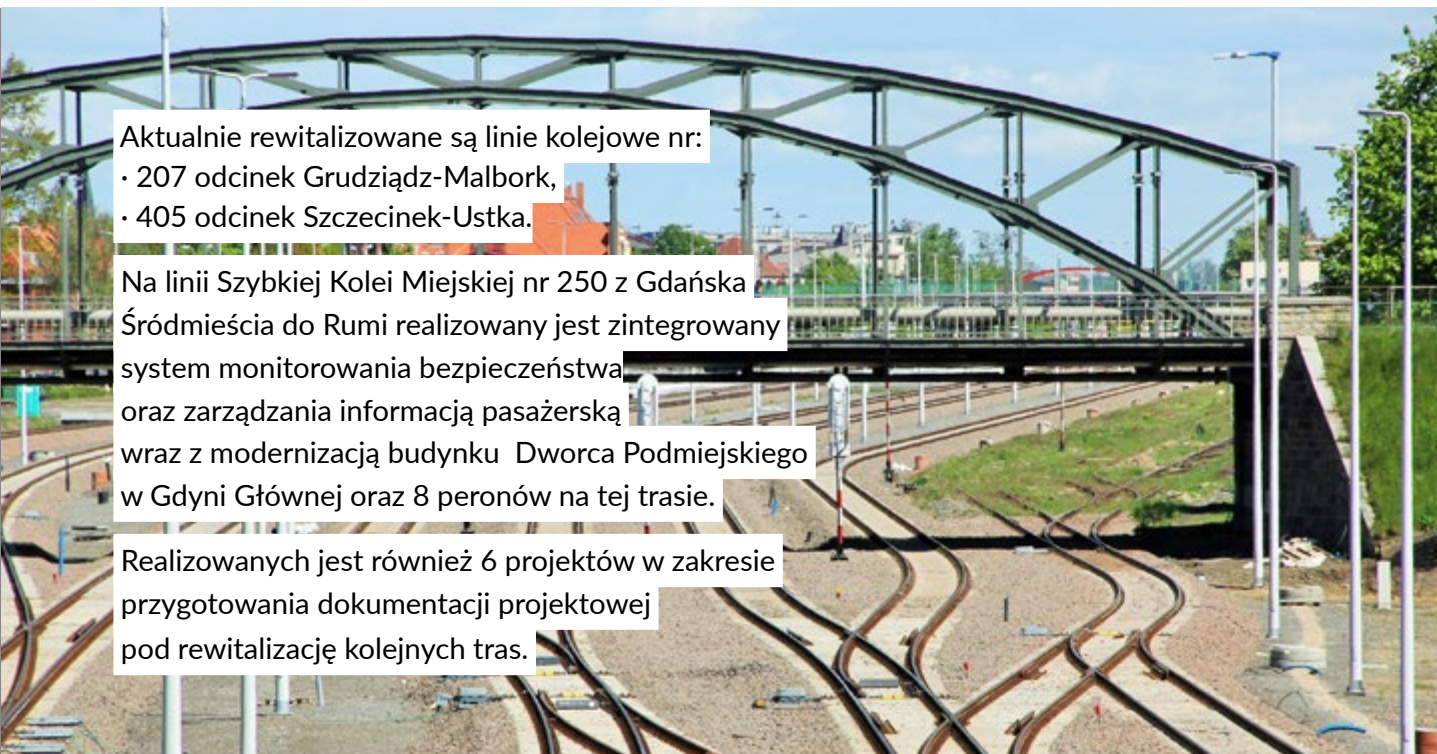 Aktualnie rewitalizowane są linie kolejowe nr:
· 207 odcinek Grudziądz-Malbork,
· 405 odcinek Szczecinek-Ustka.
Na linii Szybkiej Kolei Miejskiej nr 250 z Gdańska
Śródmieścia do Rumi realizowany jest zintegrowany
system monitorowania bezpieczeństwa
oraz zarządzania informacją pasażerską
wraz z modernizacją budynku  Dworca Podmiejskiego
w Gdyni Głównej oraz 8 peronów na tej trasie.
Realizowanych jest również 6 projektów w zakresie
przygotowania dokumentacji projektowej
pod rewitalizację kolejnych tras.